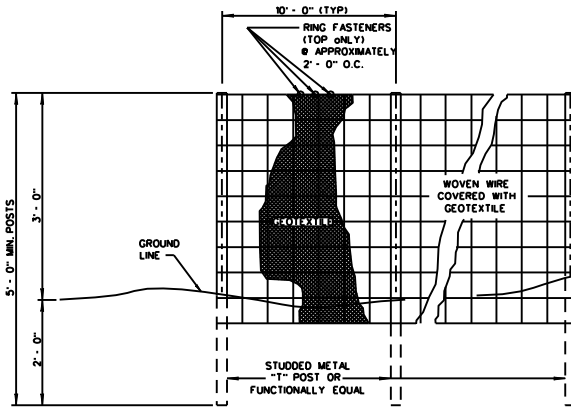 10' - 0" (TYP)
RING FASTENERS
(TOP oNLY)
@ APPROXIMATELY
2' - 0" O.C.
5' - 0" MIN. POSTS
3' - 0"
2' - 0"
GROUND
LINE
GEOTEXTILE
WOVEN WIRE
COVERED WITH
GEOTEXTILE
STUDDED METAL
"T" POST OR
FUNCTIONALLY EQUAL